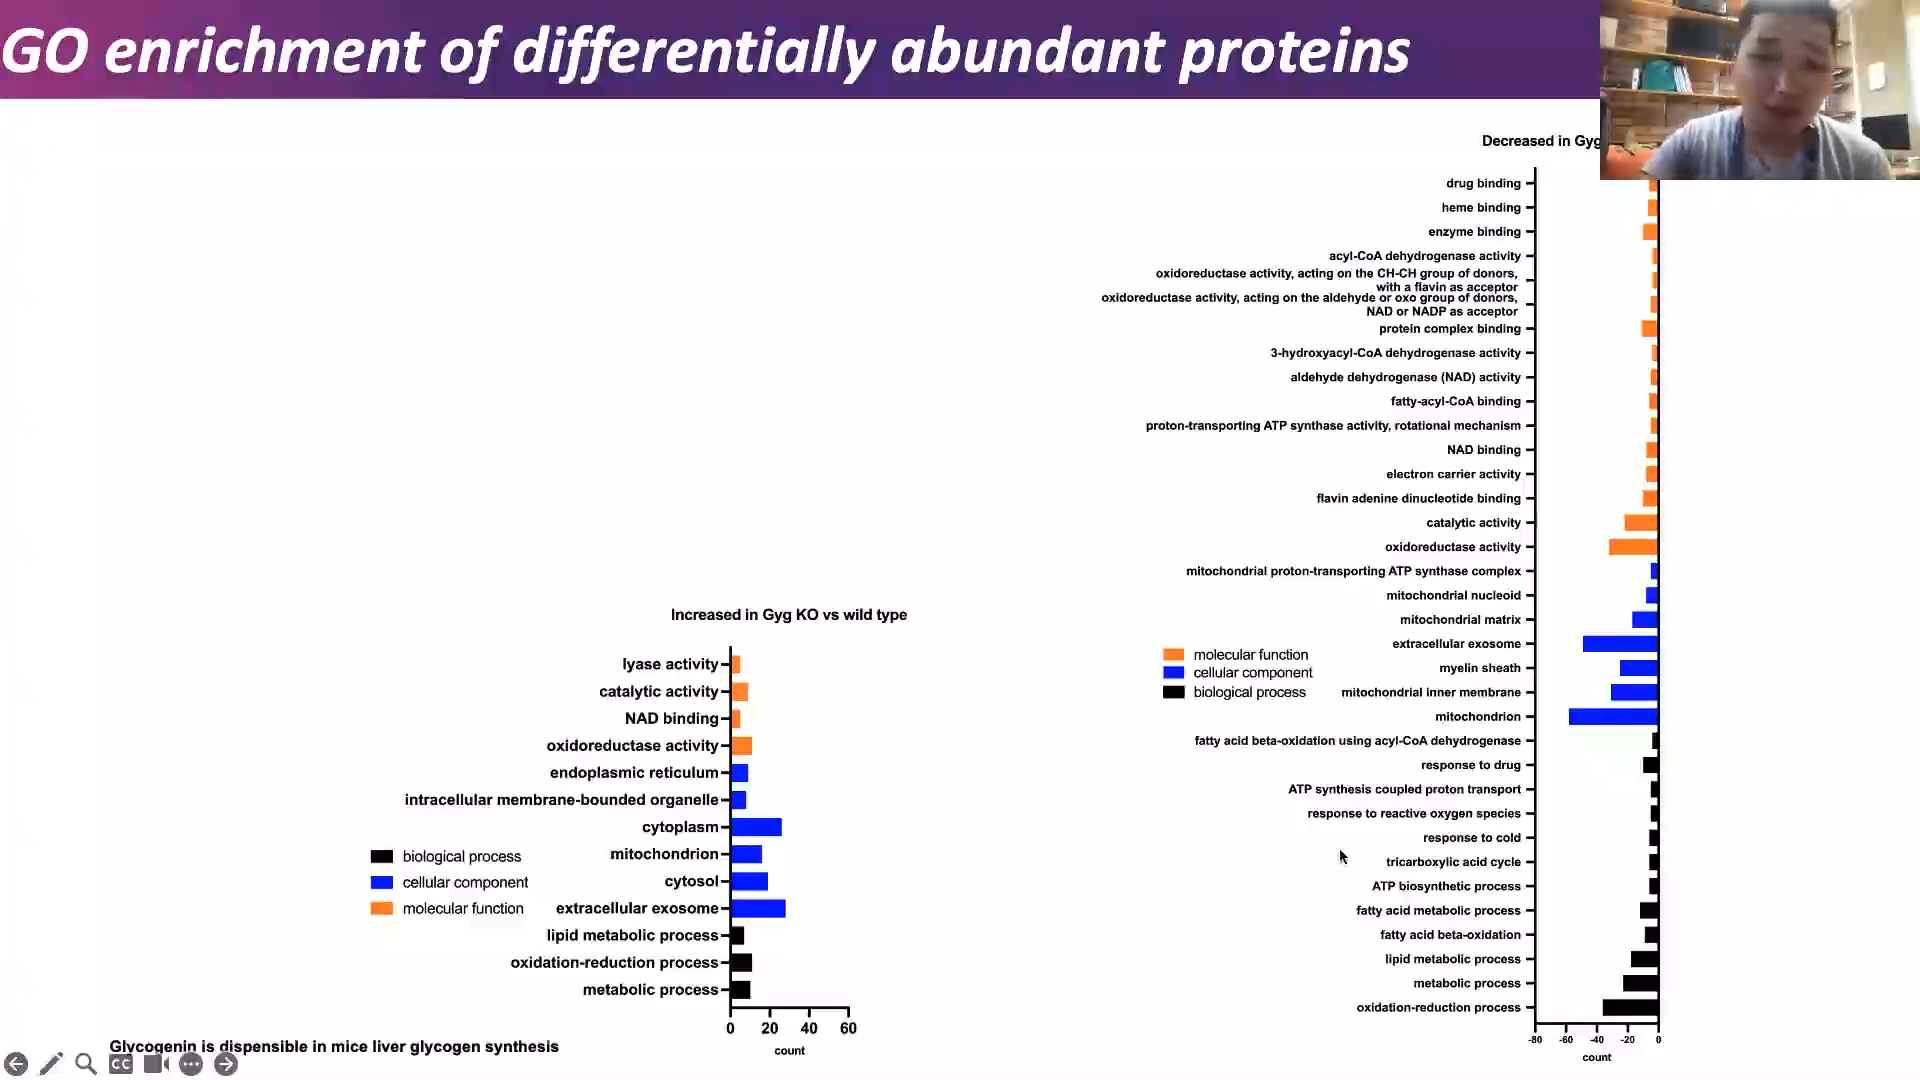 GO enrichment of differentially abundant proteins
Increased in Gyg KO vs wild type
lyase activity
catalytic activity
NAD binding
oxidoreductase activity
endoplasmic reticulum
intracellular membrane-bounded organelle
cytoplasm
mitochondrion
cytosol
extracellular exosome
lipid metabolic process
oxidation-reduction process
metabolic process
biological process
cellular component
molecular function
0 20 40 60
count
Decreased in Gyg
drug binding
heme binding
enzyme binding
acyl-CoA dehydrogenase activity
oxidoreductase activity, acting on the CH-CH group of donors,
with a flavin as acceptor
oxidoreductase activity, acting on the aldehyde or oxo group of donors,
NAD or NADP as acceptor
protein complex binding
3-hydroxyacyl-CoA dehydrogenase activity
aldehyde dehydrogenase (NAD) activity
fatty-acyl-CoA binding
proton-transporting ATP synthase activity, rotational mechanism
NAD binding
electron carrier activity
flavin adenine dinucleotide binding
catalytic activity
oxidoreductase activity
mitochondrial proton-transporting ATP synthase complex
mitochondrial nucleoid
mitochondrial matrix
extracellular exosome
myelin sheath
mitochondrial inner membrane
mitochondrion
fatty acid beta-oxidation using acyl-CoA dehydrogenase
response to drug
ATP synthesis coupled proton transport
response to reactive oxygen species
response to cold
tricarboxylic acid cycle
ATP biosynthetic process
fatty acid metabolic process
fatty acid beta-oxidation
lipid metabolic process
metabolic process
oxidation-reduction process
molecular function
cellular component
biological process
-80 -60 -40 -20 0
count
Glycogenin is dispensible in mice liver glycogen synthesis
CC